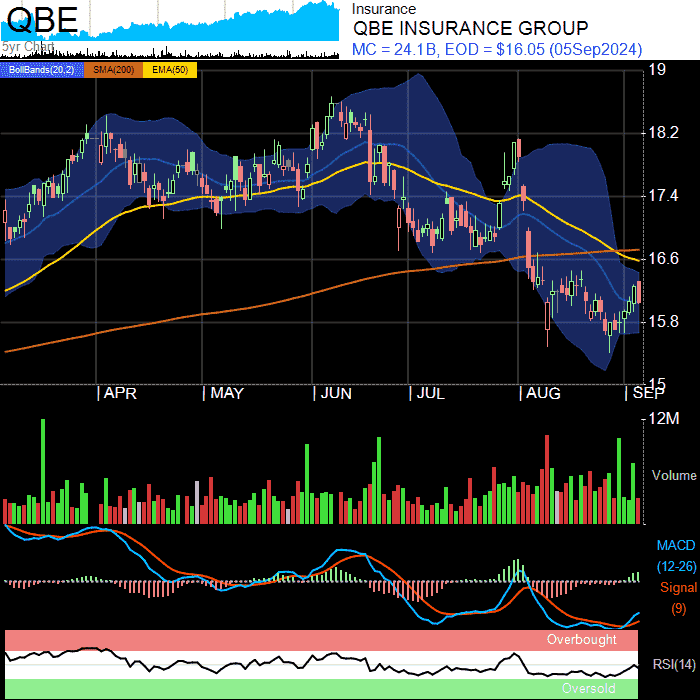 QBE
5yr Chart
Insurance
QBE INSURANCE GROUP
MC = 24.1B, EOD = $16.05 (05Sep2024)
BollBands(20,2) SMA(200) EMA(50)
19
18.2
17.4
16.6
15.8
15
APR MAY JUN JUL AUG SEP
12M
Volume
MACD
(12-26)
Signal
(9)
Overbought
RSI(14)
Oversold